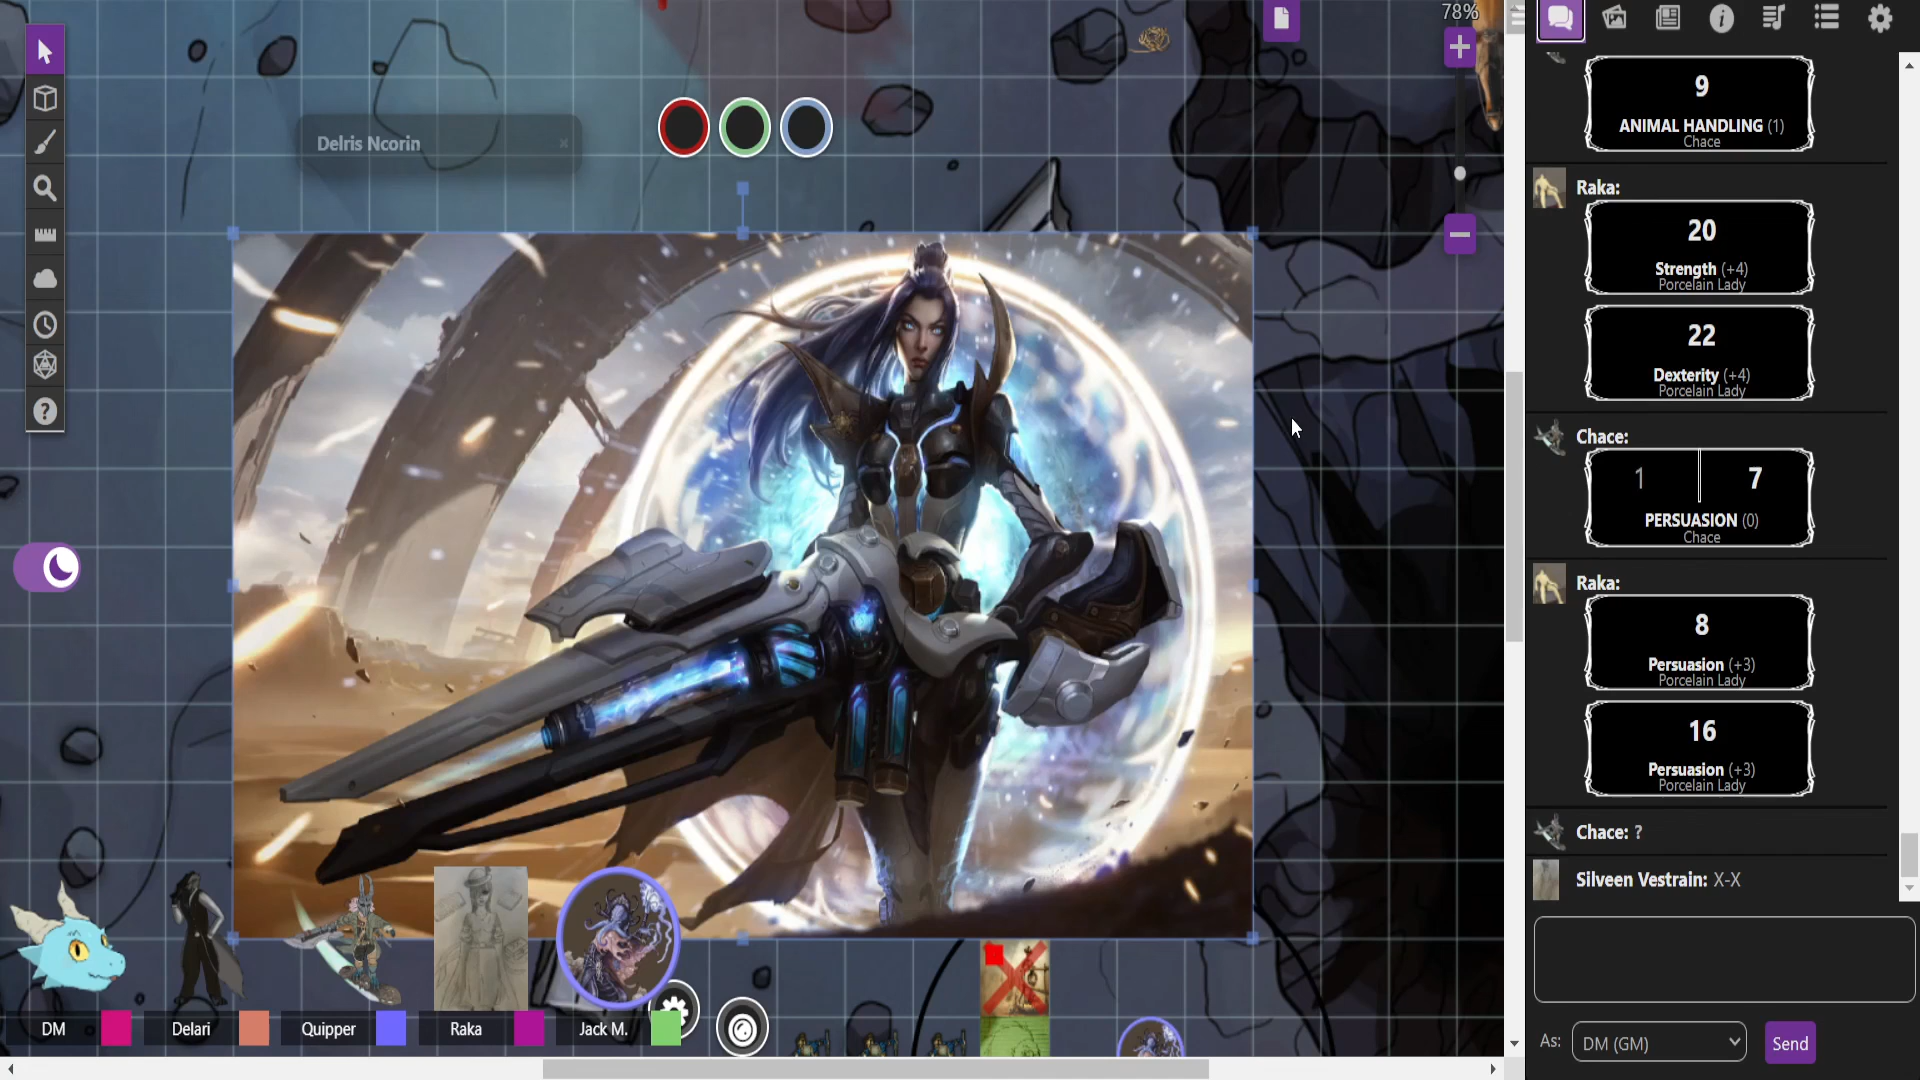 78%
Delris Ncorin
9
ANIMAL HANDLING (1)
Chace
Raka:
20
Strength (+4)
Porcelain Lady
22
Dexterity (+4)
Porcelain Lady
Chace:
1 7
PERSUASION (0)
Chace
Raka:
8
Persuasion (+3)
Porcelain Lady
16
Persuasion (+3)
Porcelain Lady
Chace: ?
Silveen Vestrain: X-X
DM
Delari
Quipper
Raka
Jack M.
As:
DM (GM)
Send